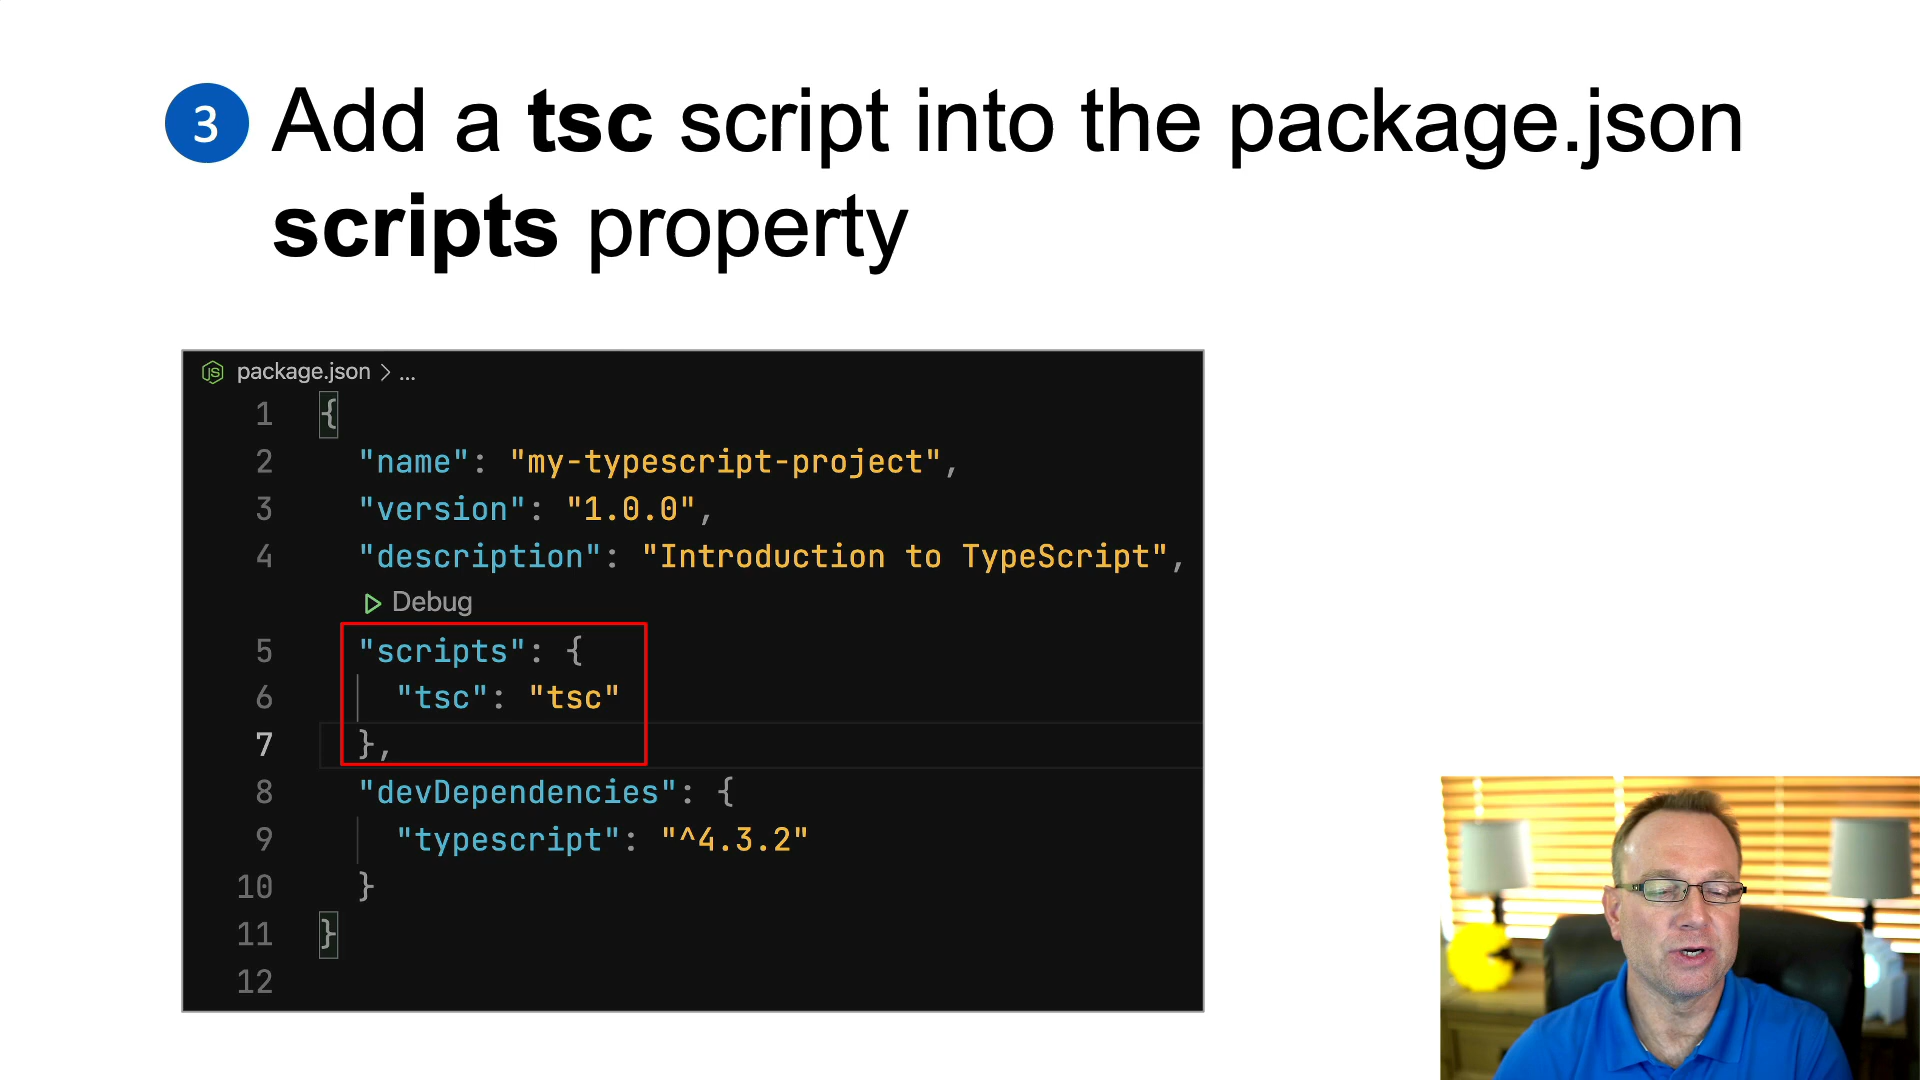 3 Add a tsc script into the package.json
scripts property
JS package.json > ...
1 {
2 "name": "my-typescript-project",
3 "version": "1.0.0",
4 "description": "Introduction to TypeScript",
Debug
5 "scripts": {
6 "tsc": "tsc"
7 },
8 "devDependencies": {
9 "typescript": "^4.3.2"
10 }
11 }
12